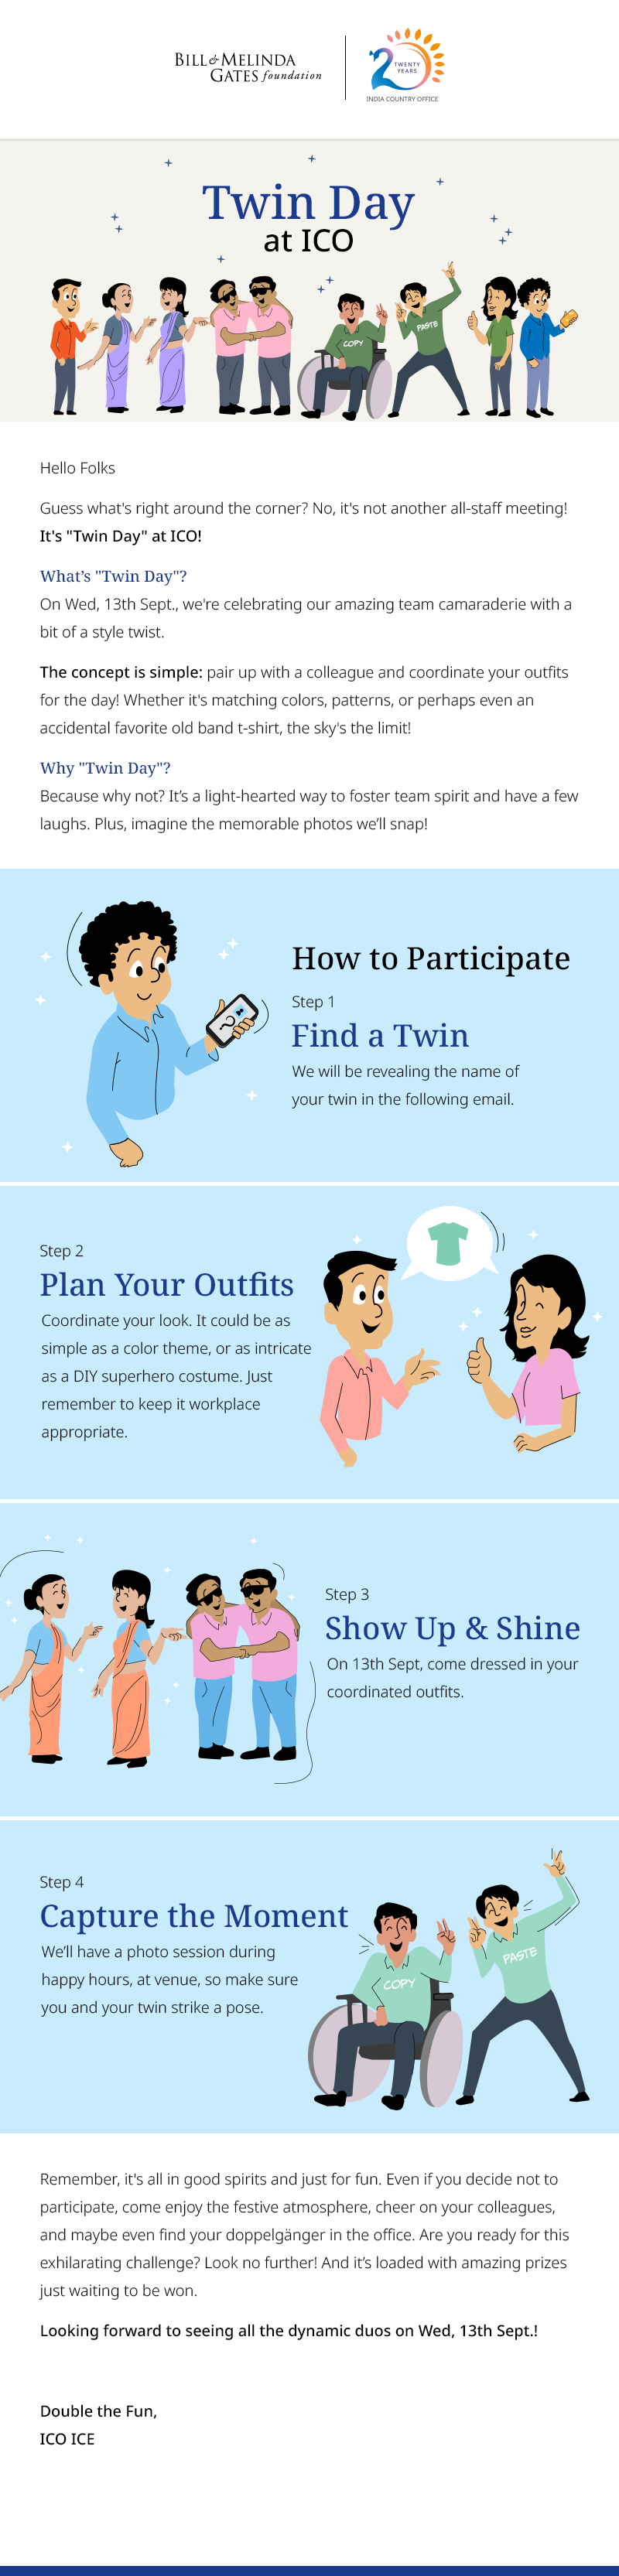 BILL & MELINDA
GATES foundation
20
TWENTY
YEARS
INDIA COUNTRY OFFICE
Twin Day
at ICO
COPY
PASTE
Hello Folks
Guess what's right around the corner? No, it's not another all-staff meeting!
It's "Twin Day" at ICO!
What’s "Twin Day"?
On Wed, 13th Sept., we're celebrating our amazing team camaraderie with a
bit of a style twist.
The concept is simple: pair up with a colleague and coordinate your outfits
for the day! Whether it's matching colors, patterns, or perhaps even an
accidental favorite old band t-shirt, the sky's the limit!
Why "Twin Day"?
Because why not? It’s a light-hearted way to foster team spirit and have a few
laughs. Plus, imagine the memorable photos we’ll snap!
How to Participate
Step 1
Find a Twin
We will be revealing the name of
your twin in the following email.
?
Step 2
Plan Your Outfits
Coordinate your look. It could be as
simple as a color theme, or as intricate
as a DIY superhero costume. Just
remember to keep it workplace
appropriate.
Step 3
Show Up & Shine
On 13th Sept, come dressed in your
coordinated outfits.
Step 4
Capture the Moment
We’ll have a photo session during
happy hours, at venue, so make sure
you and your twin strike a pose.
COPY
PASTE
Remember, it's all in good spirits and just for fun. Even if you decide not to
participate, come enjoy the festive atmosphere, cheer on your colleagues,
and maybe even find your doppelgänger in the office. Are you ready for this
exhilarating challenge? Look no further! And it’s loaded with amazing prizes
just waiting to be won.
Looking forward to seeing all the dynamic duos on Wed, 13th Sept.!
Double the Fun,
ICO ICE